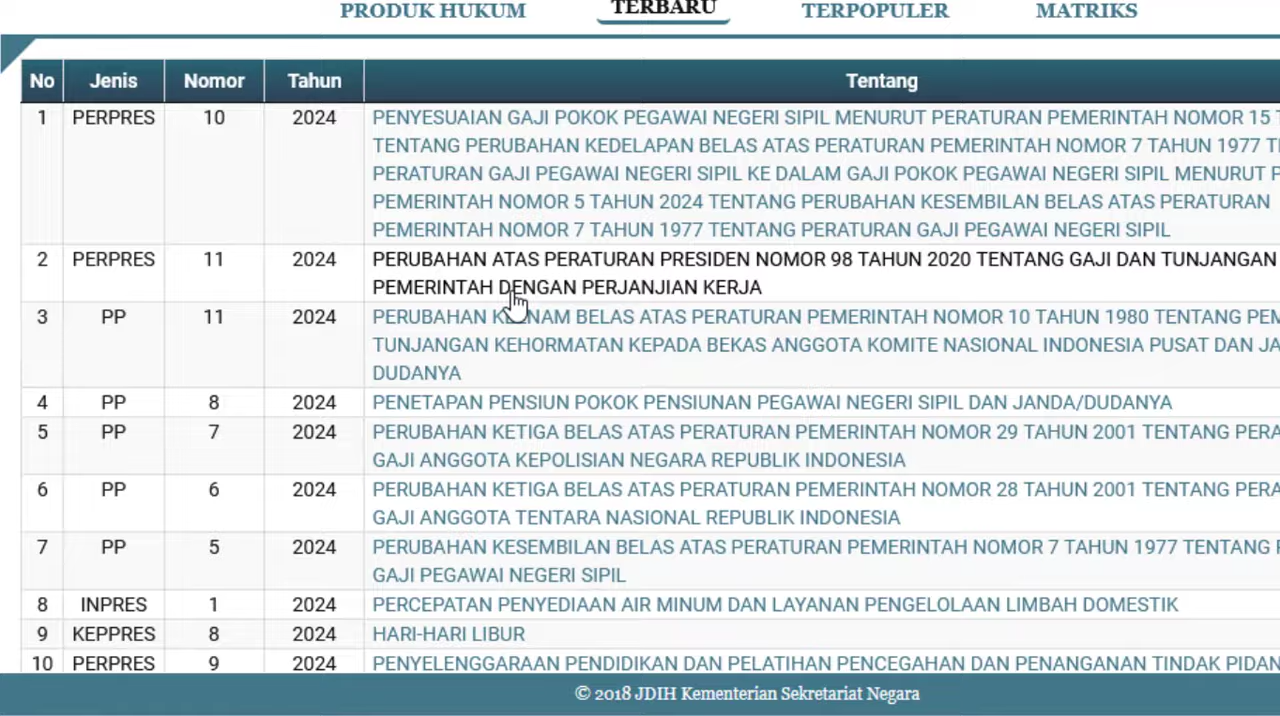 PRODUK HUKUM TERBARU TERPOPULER MATRIKS
No Jenis Nomor Tahun Tentang
1 PERPRES 10 2024 PENYESUAIAN GAJI POKOK PEGAWAI NEGERI SIPIL MENURUT PERATURAN PEMERINTAH NOMOR 15
TENTANG PERUBAHAN KEDELAPAN BELAS ATAS PERATURAN PEMERINTAH NOMOR 7 TAHUN 1977
PERATURAN GAJI PEGAWAI NEGERI SIPIL KE DALAM GAJI POKOK PEGAWAI NEGERI SIPIL MENURUT
PEMERINTAH NOMOR 5 TAHUN 2024 TENTANG PERUBAHAN KESEMBILAN BELAS ATAS PERATURAN
PEMERINTAH NOMOR 7 TAHUN 1977 TENTANG PERATURAN GAJI PEGAWAI NEGERI SIPIL
2 PERPRES 11 2024 PERUBAHAN ATAS PERATURAN PRESIDEN NOMOR 98 TAHUN 2020 TENTANG GAJI DAN TUNJANGAN
PEMERINTAH DENGAN PERJANJIAN KERJA
3 PP 11 2024 PERUBAHAN KEENAM BELAS ATAS PERATURAN PEMERINTAH NOMOR 10 TAHUN 1980 TENTANG PEM
TUNJANGAN KEHORMATAN KEPADA BEKAS ANGGOTA KOMITE NASIONAL INDONESIA PUSAT DAN JA
DUDANYA
4 PP 8 2024 PENETAPAN PENSIUN POKOK PENSIUNAN PEGAWAI NEGERI SIPIL DAN JANDA/DUDANYA
5 PP 7 2024 PERUBAHAN KETIGA BELAS ATAS PERATURAN PEMERINTAH NOMOR 29 TAHUN 2001 TENTANG PERA
GAJI ANGGOTA KEPOLISIAN NEGARA REPUBLIK INDONESIA
6 PP 6 2024 PERUBAHAN KETIGA BELAS ATAS PERATURAN PEMERINTAH NOMOR 28 TAHUN 2001 TENTANG PERA
GAJI ANGGOTA TENTARA NASIONAL REPUBLIK INDONESIA
7 PP 5 2024 PERUBAHAN KESEMBILAN BELAS ATAS PERATURAN PEMERINTAH NOMOR 7 TAHUN 1977 TENTANG
GAJI PEGAWAI NEGERI SIPIL
8 INPRES 1 2024 PERCEPATAN PENYEDIAAN AIR MINUM DAN LAYANAN PENGELOLAAN LIMBAH DOMESTIK
9 KEPPRES 8 2024 HARI-HARI LIBUR
10 PERPRES 9 2024 PENYELENGGARAAN PENDIDIKAN DAN PELATIHAN PENCEGAHAN DAN PENANGANAN TINDAK PIDAN
© 2018 JDIH Kementerian Sekretariat Negara